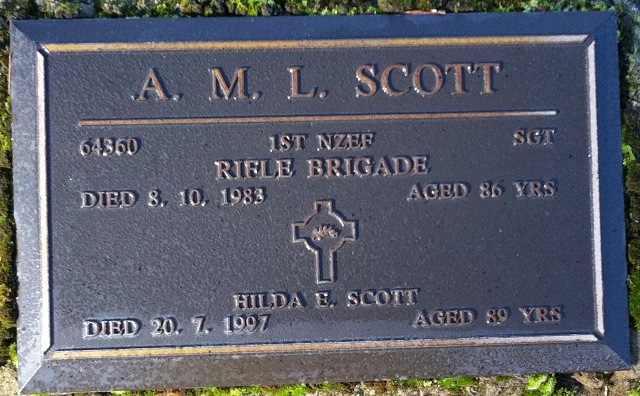 A. M. L. SCOTT
64360 1ST NZEF SGT
RIFLE BRIGADE
DIED 8. 10. 1983 AGED 86 YRS
HILDA E. SCOTT
DIED 20. 7. 1997 AGED 89 YRS